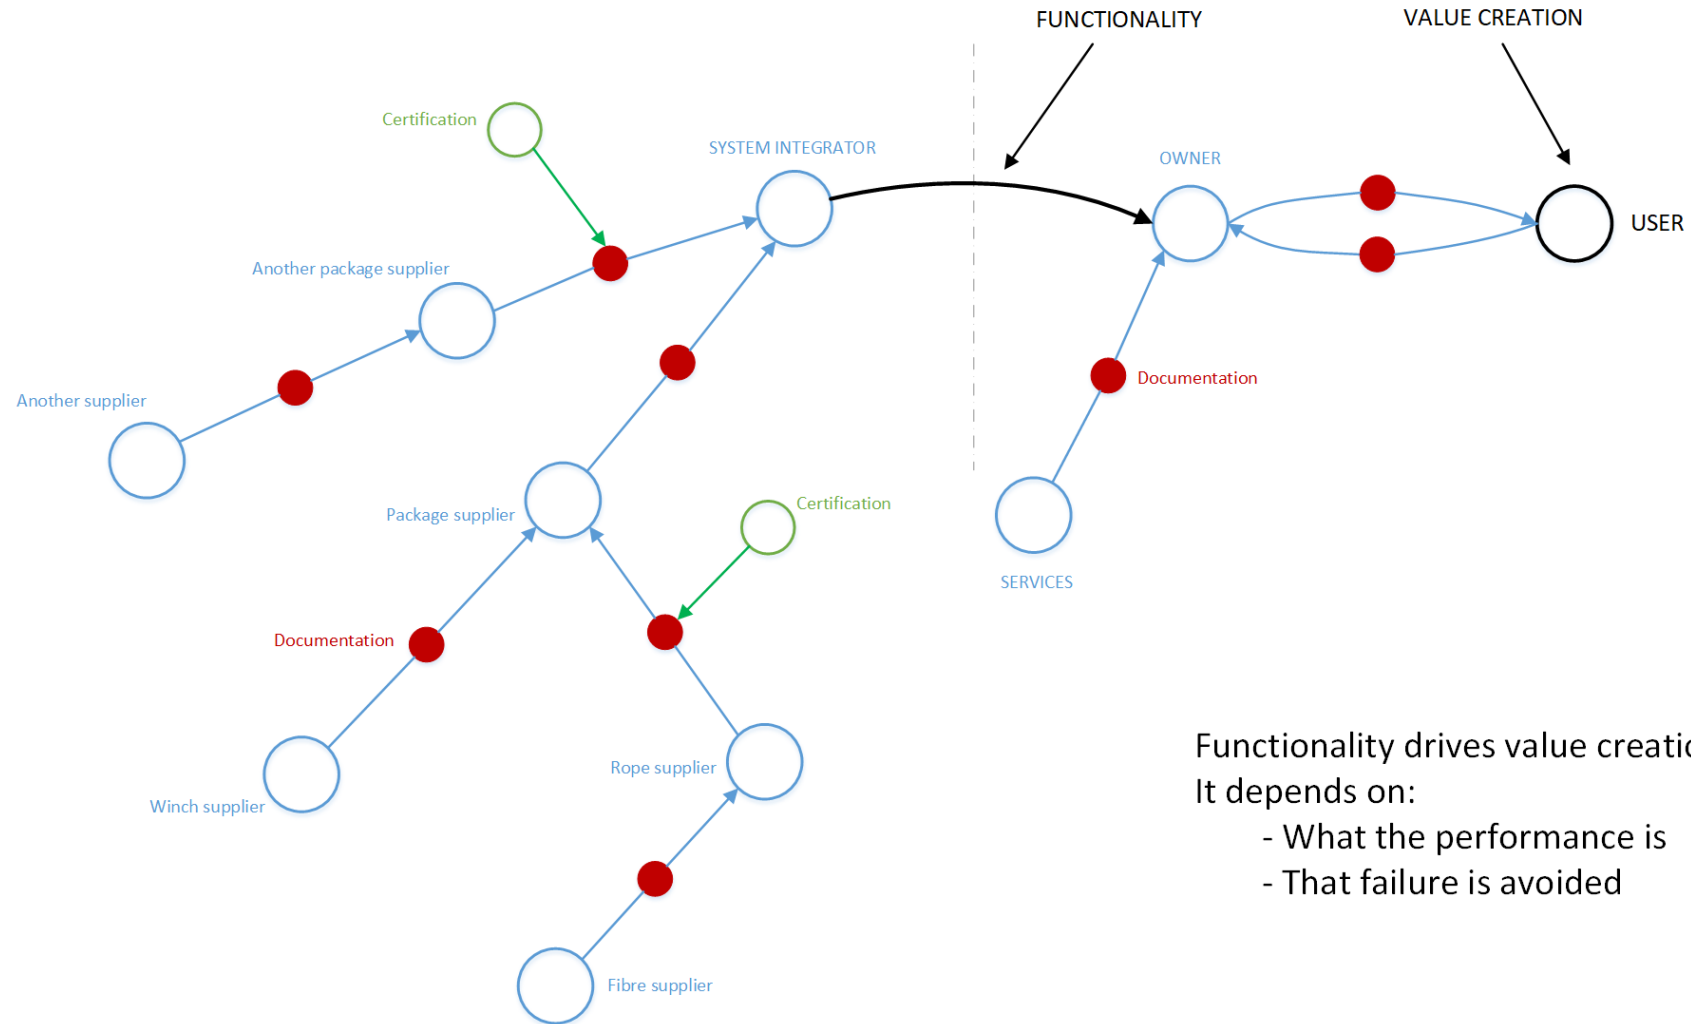 FUNCTIONALITY
VALUE CREATION
Certification
SYSTEM INTEGRATOR
OWNER
USER
Another package supplier
Documentation
Another supplier
Package supplier
Certification
SERVICES
Documentation
Functionality drives value creatio
It depends on:
- What the performance is
- That failure is avoided
Rope supplier
Winch supplier
Fibre supplier